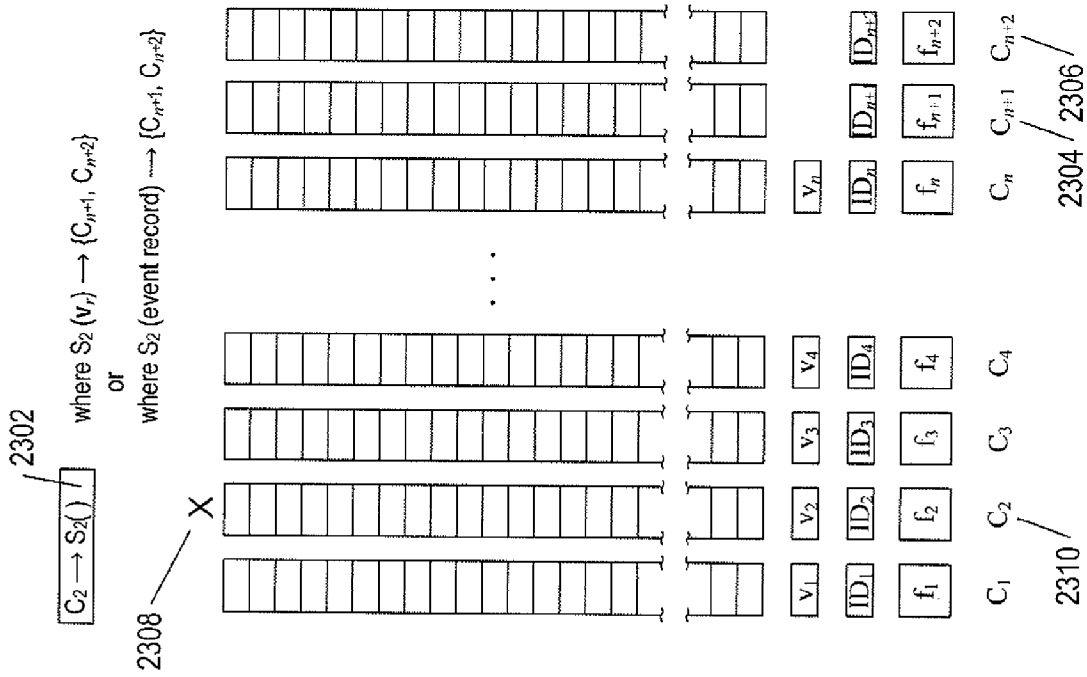 2302
C₂ → S₂( )
where S₂ (vᵣ) → {Cₙ₊₁, Cₙ₊₂}
or
where S₂ (event record) → {Cₙ₊₁, Cₙ₊₂}
2308
X
. . .
v₁ v₂ v₃ v₄ vₙ
ID₁ ID₂ ID₃ ID₄ IDₙ IDₙ₊₁ IDₙ₊₂
f₁ f₂ f₃ f₄ fₙ fₙ₊₁ fₙ₊₂
C₁ C₂ C₃ C₄ Cₙ Cₙ₊₁ Cₙ₊₂
2310 2304 2306